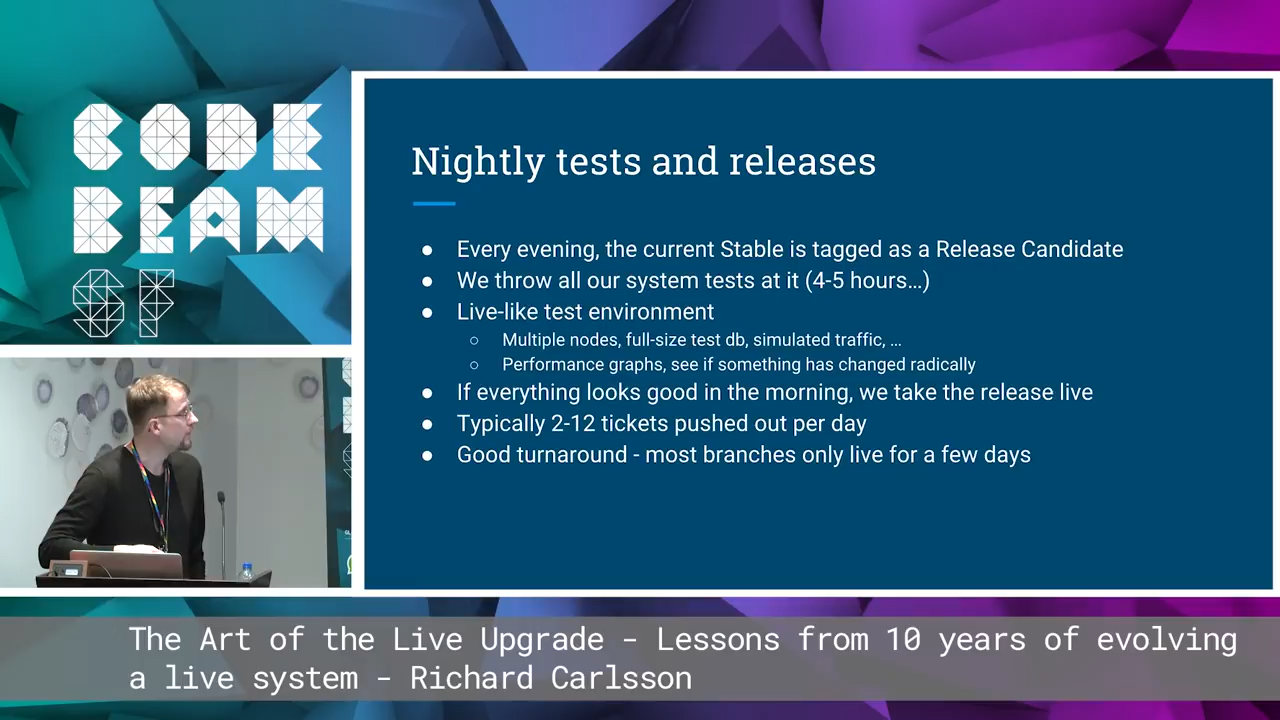 CODE
BEAM
SF
Nightly tests and releases
● Every evening, the current Stable is tagged as a Release Candidate
● We throw all our system tests at it (4-5 hours…)
● Live-like test environment
○ Multiple nodes, full-size test db, simulated traffic, …
○ Performance graphs, see if something has changed radically
● If everything looks good in the morning, we take the release live
● Typically 2-12 tickets pushed out per day
● Good turnaround - most branches only live for a few days
The Art of the Live Upgrade - Lessons from 10 years of evolving
a live system - Richard Carlsson